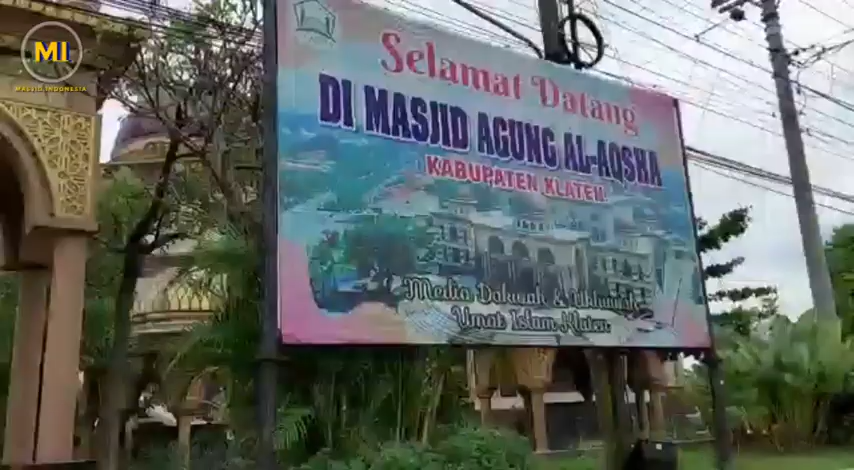 MI
MASJID INDONESIA
Selamat Datang
DI MASJID AGUNG AL-AQSHA
KABUPATEN KLATEN
Media Dakwah & Ukhuwah
Umat Islam Klaten